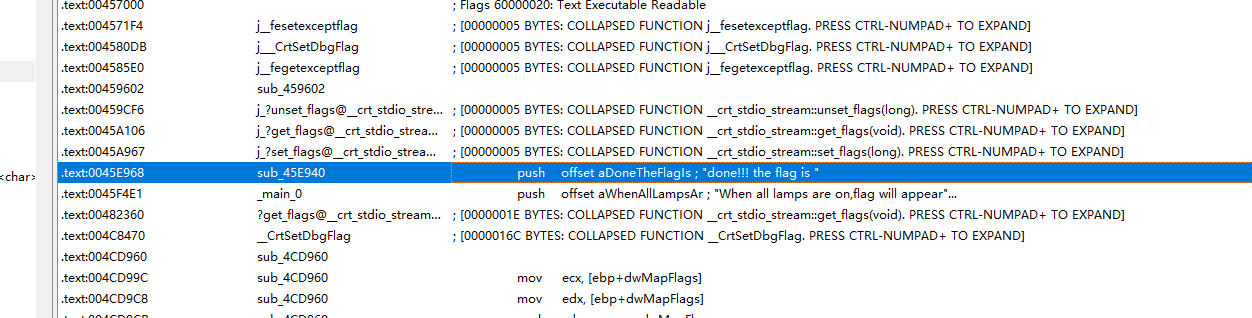 .text:00457000 ; Flags 60000020: Text Executable Readable
.text:004571F4 j__fesetexceptflag ; [00000005 BYTES: COLLAPSED FUNCTION j__fesetexceptflag. PRESS CTRL-NUMPAD+ TO EXPAND]
.text:004580DB j___CrtSetDbgFlag ; [00000005 BYTES: COLLAPSED FUNCTION j___CrtSetDbgFlag. PRESS CTRL-NUMPAD+ TO EXPAND]
.text:004585E0 j__fegetexceptflag ; [00000005 BYTES: COLLAPSED FUNCTION j__fegetexceptflag. PRESS CTRL-NUMPAD+ TO EXPAND]
.text:00459602 sub_459602
.text:00459CF6 j_?unset_flags@__crt_stdio_stre... ; [00000005 BYTES: COLLAPSED FUNCTION __crt_stdio_stream::unset_flags(long). PRESS CTRL-NUMPAD+ TO EXPAND]
.text:0045A106 j_?get_flags@__crt_stdio_strea... ; [00000005 BYTES: COLLAPSED FUNCTION __crt_stdio_stream::get_flags(void). PRESS CTRL-NUMPAD+ TO EXPAND]
.text:0045A967 j_?set_flags@__crt_stdio_strea... ; [00000005 BYTES: COLLAPSED FUNCTION __crt_stdio_stream::set_flags(long). PRESS CTRL-NUMPAD+ TO EXPAND]
<char> .text:0045E968 sub_45E940 push offset aDoneTheFlagIs ; "done!!! the flag is "
.text:0045F4E1 _main_0 push offset aWhenAllLampsAr ; "When all lamps are on,flag will appear"...
.text:00482360 ?get_flags@__crt_stdio_stream... ; [0000001E BYTES: COLLAPSED FUNCTION __crt_stdio_stream::get_flags(void). PRESS CTRL-NUMPAD+ TO EXPAND]
.text:004C8470 __CrtSetDbgFlag ; [0000016C BYTES: COLLAPSED FUNCTION __CrtSetDbgFlag. PRESS CTRL-NUMPAD+ TO EXPAND]
.text:004CD960 sub_4CD960
.text:004CD99C sub_4CD960 mov ecx, [ebp+dwMapFlags]
.text:004CD9C8 sub_4CD960 mov edx, [ebp+dwMapFlags]